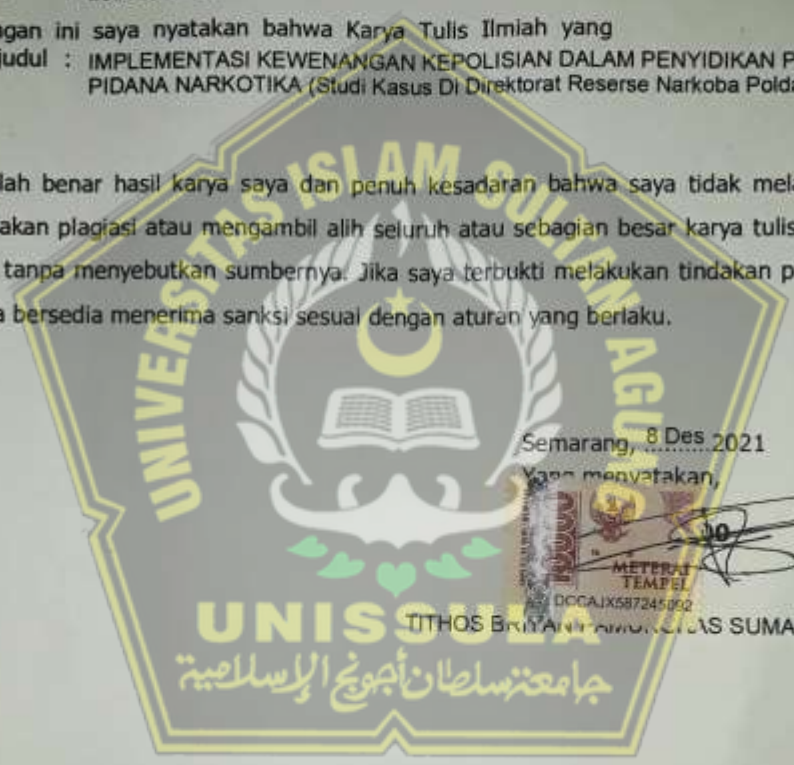 ngan ini saya nyatakan bahwa Karya Tulis Ilmiah yang
judul : IMPLEMENTASI KEWENANGAN KEPOLISIAN DALAM PENYIDIKAN P
PIDANA NARKOTIKA (Studi Kasus Di Direktorat Reserse Narkoba Polda
lah benar hasil karya saya dan penuh kesadaran bahwa saya tidak mela
akan plagiasi atau mengambil alih seluruh atau sebagian besar karya tulis
tanpa menyebutkan sumbernya. Jika saya terbukti melakukan tindakan p
a bersedia menerima sanksi sesuai dengan aturan yang berlaku.
UNIVERSITAS ISLAM SULTAN AGUNG
Semarang, 8 Des 2021
Yang menyatakan,
METERAI
TEMPEL
TITHOS SUMA
UNISSULA
جامعة سلطان أجونج الإسلامية